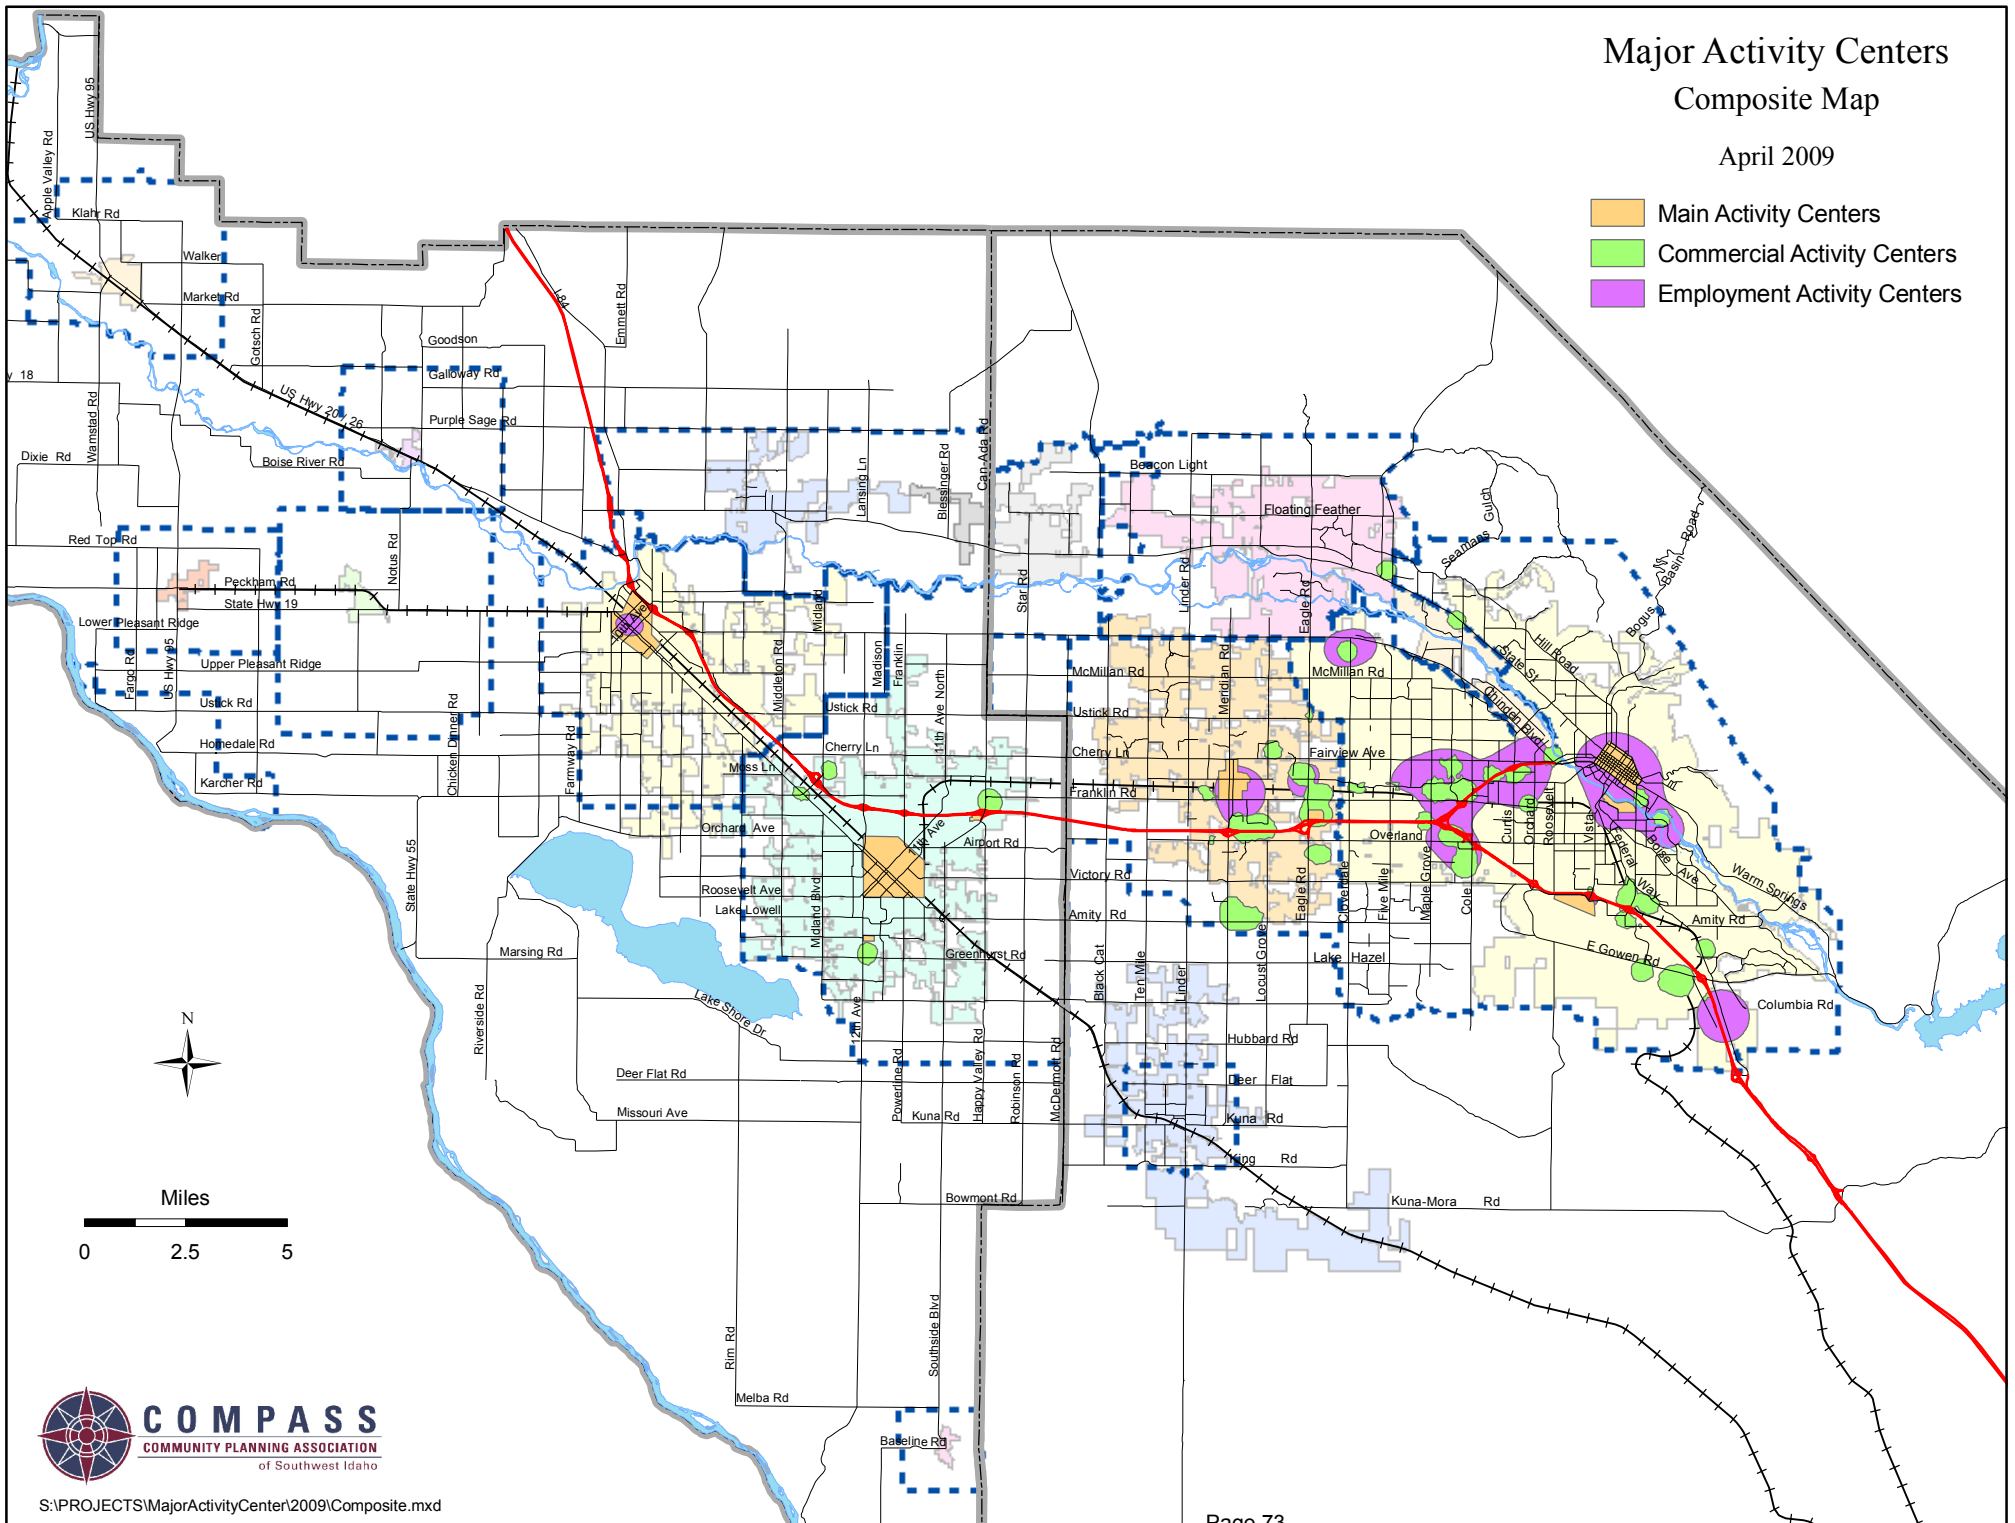 Major Activity Centers
Composite Map
April 2009
Main Activity Centers
Commercial Activity Centers
Employment Activity Centers
US Hwy 95
Apple Valley Rd
Klahr Rd
Walker
Market Rd
Gotsch Rd
I-84
Emmett Rd
Goodson
Galloway Rd
18
US Hwy 20 / 26
Purple Sage Rd
Wamstad Rd
Dixie Rd
Boise River Rd
Lansing Ln
Blessinger Rd
Can-Ada Rd
Beacon Light
Floating Feather
Seamans Gulch
Bogus Basin Road
Red Top Rd
Notus Rd
Peckham Rd
State Hwy 19
Lower Pleasant Ridge
Upper Pleasant Ridge
Fargo Rd
US Hwy 95
Ustick Rd
Homedale Rd
Karcher Rd
Chicken Dinner Rd
Farmway Rd
10th Ave
Midland
Middleton Rd
Madison
Franklin
11th Ave North
Ustick Rd
Cherry Ln
Moss Ln
Star Rd
Linder Rd
Eagle Rd
McMillan Rd
Meridian Rd
McMillan Rd
Ustick Rd
Cherry Ln
Fairview Ave
Franklin Rd
Hill Road
State St
Chinden Blvd
Orchard Ave
11th Ave
Airport Rd
Overland
Curtis
Orchard
Roosevelt
Vista
Federal Way
Boise Ave
Warm Springs
State Hwy 55
Roosevelt Ave
Lake Lowell
Midland Blvd
Victory Rd
Amity Rd
Eagle Rd
Cloverdale
Five Mile
Maple Grove
Cole
Amity Rd
E Gowen Rd
Marsing Rd
Greenhurst Rd
Black Cat
Ten Mile
Linder
Locust Grove
Lake Hazel
Columbia Rd
Riverside Rd
Lake Shore Dr
12th Ave
N
Hubbard Rd
Deer Flat Rd
Powerline Rd
Happy Valley Rd
Robinson Rd
McDermott Rd
Deer Flat
Missouri Ave
Kuna Rd
Kuna Rd
King Rd
Bowmont Rd
Kuna-Mora Rd
Miles
0 2.5 5
Rim Rd
Southside Blvd
Melba Rd
Baseline Rd
COMPASS
COMMUNITY PLANNING ASSOCIATION
of Southwest Idaho
S:\PROJECTS\MajorActivityCenter\2009\Composite.mxd
Page 73